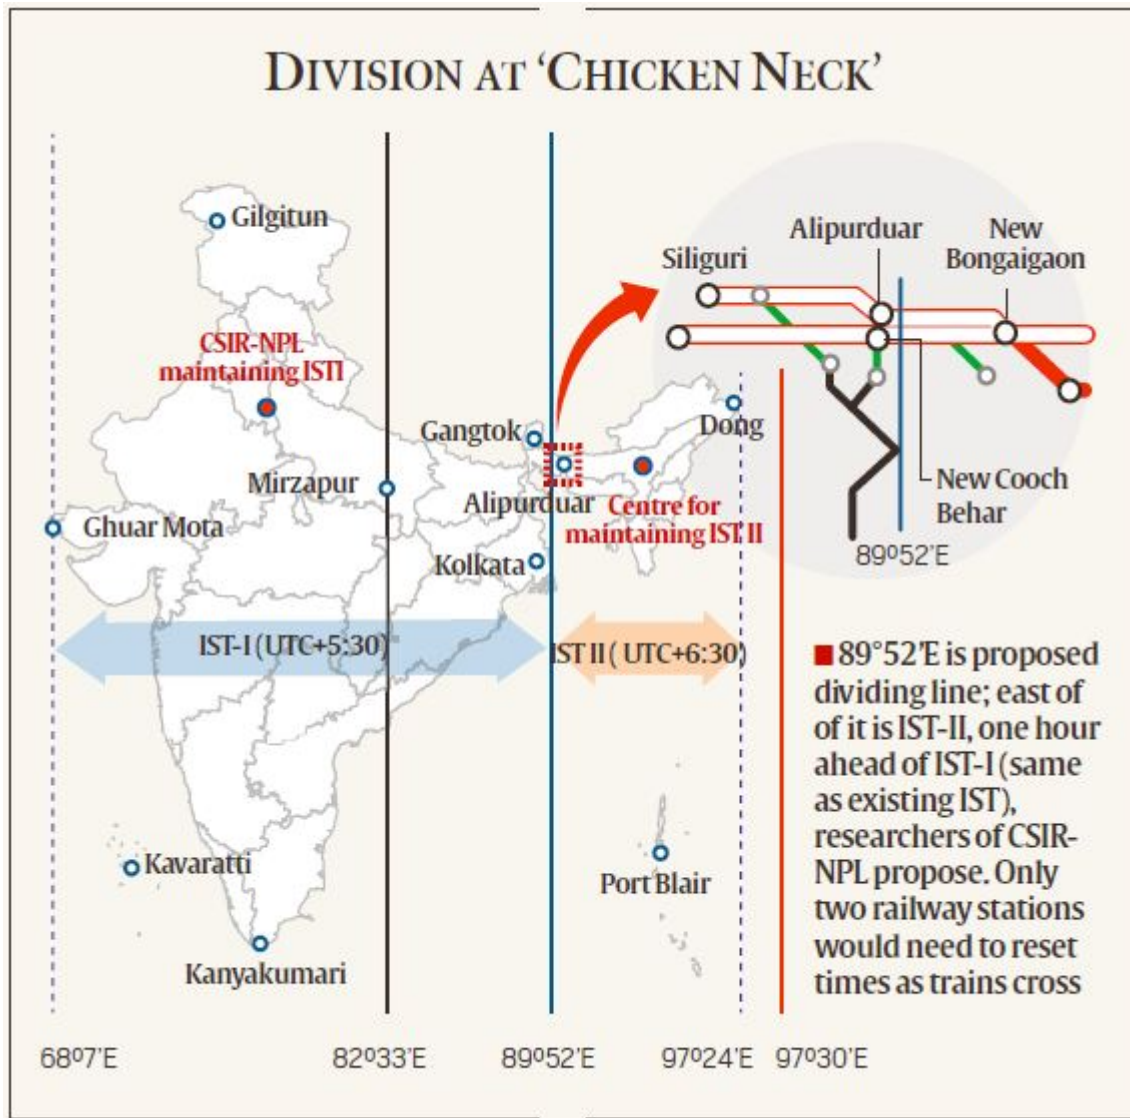 DIVISION AT ‘CHICKEN NECK’
Gilgitun
CSIR-NPL
maintaining ISTI
Gangtok
Mirzapur
Alipurduar
Ghuar Mota
Kolkata
Dong
Centre for
maintaining IST II
Siliguri
Alipurduar
New
Bongaigaon
New Cooch
Behar
89º52'E
IST-I (UTC+5:30)
IST II ( UTC+6:30)
Kavaratti
Port Blair
Kanyakumari
89°52'E is proposed
dividing line; east of
of it is IST-II, one hour
ahead of IST-I (same
as existing IST),
researchers of CSIR-
NPL propose. Only
two railway stations
would need to reset
times as trains cross
68º7'E
82º33'E
89º52'E
97º24'E
97º30'E